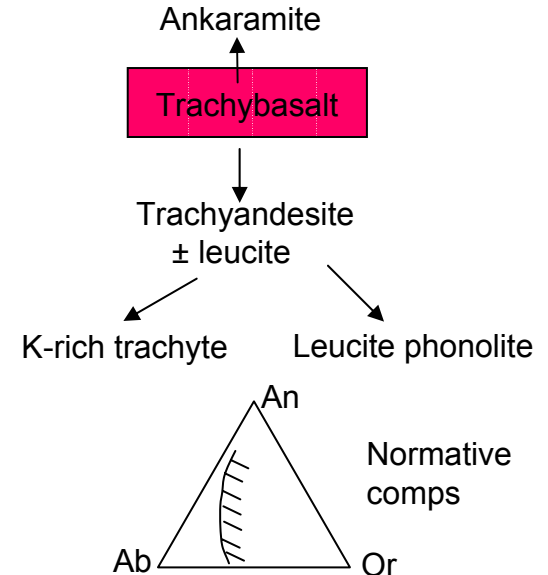 Ankaramite
Trachybasalt
Trachyandesite
± leucite
K-rich trachyte
Leucite phonolite
An
Normative
comps
Ab
Or